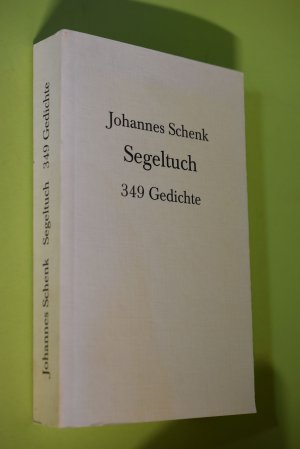 Johannes Schenk
Segeltuch
349 Gedichte
Johannes Schenk Segeltuch 349 Gedichte